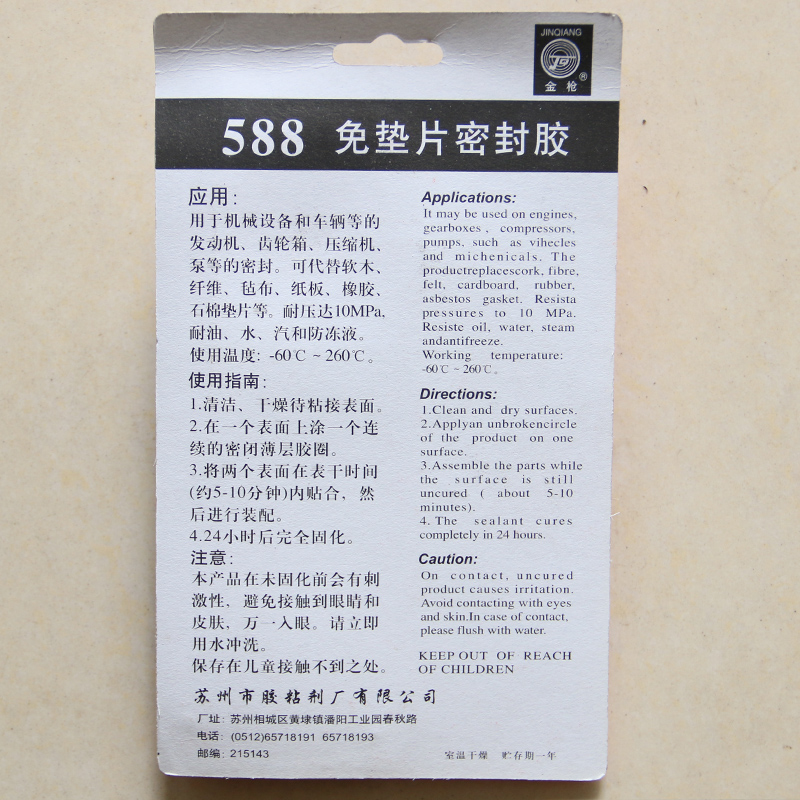 JINQIANG
金枪®
588 免垫片密封胶
应用:
用于机械设备和车辆等的
发动机、齿轮箱、压缩机、
泵等的密封。可代替软木、
纤维、毡布、纸板、橡胶、
石棉垫片等。耐压达10MPa,
耐油、水、汽和防冻液。
使用温度: -60℃ ~ 260℃。
使用指南:
1.清洁、干燥待粘接表面。
2.在一个表面上涂一个连
续的密闭薄层胶圈。
3.将两个表面在表干时间
(约5-10分钟)内贴合，然
后进行装配。
4.24小时后完全固化。
注意:
本产品在未固化前会有刺
激性，避免接触到眼睛和
皮肤，万一入眼。请立即
用水冲洗。
保存在儿童接触不到之处。
Applications:
It may be used on engines,
gearboxes, compressors,
pumps, such as vihecles
and michenicals. The
productreplacescork, fibre,
felt, cardboard, rubber,
asbestos gasket. Resista
pressures to 10 MPa.
Resiste oil, water, steam
andantifreeze.
Working temperature:
-60℃ ~ 260℃。
Directions:
1.Clean and dry surfaces.
2.Applyan unbrokencircle
of the product on one
surface.
3.Assemble the parts while
the surface is still
uncured ( about 5-10
minutes).
4. The sealant cures
completely in 24 hours.
Caution:
On contact, uncured
product causes irritation.
Avoid contacting with eyes
and skin.In case of contact,
please flush with water.
KEEP OUT OF REACH
OF CHILDREN
苏州市胶粘剂厂有限公司
厂址: 苏州相城区黄埭镇潘阳工业园春秋路
电话: (0512)65718191 65718193
邮编: 215143
室温干燥 贮存期一年